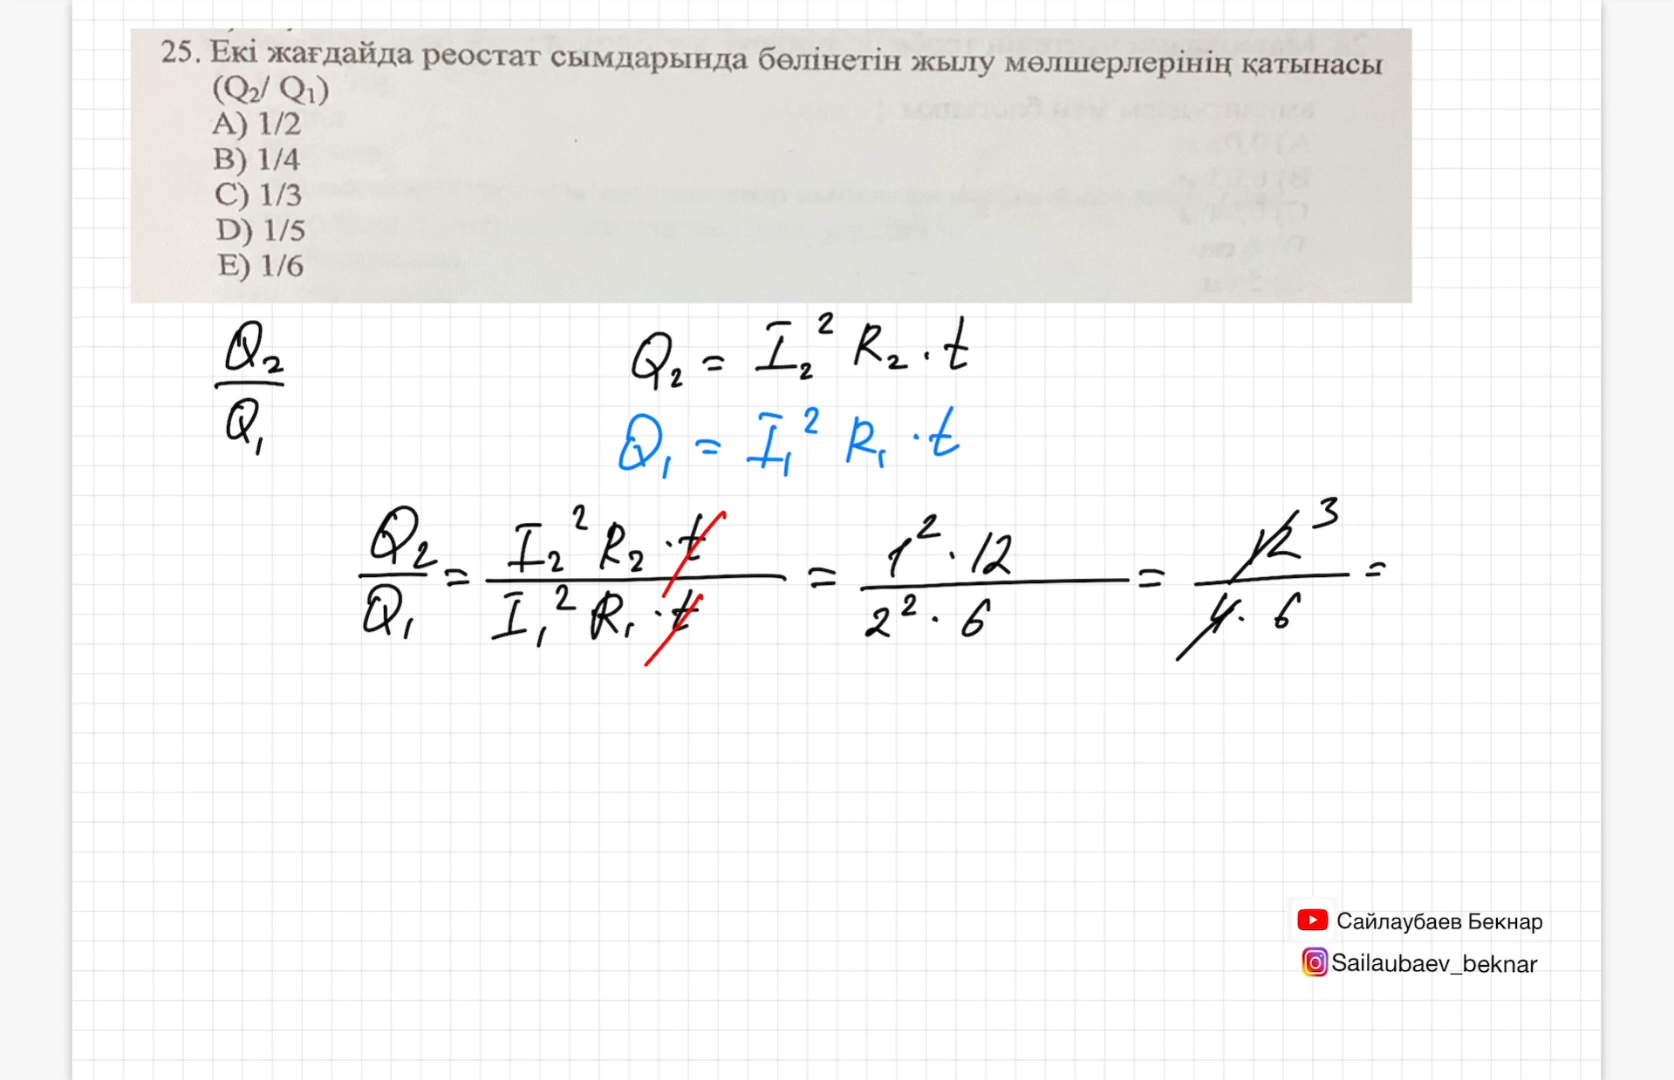 25. Екі жағдайда реостат сымдарында бөлінетін жылу мөлшерлерінің қатынасы
(Q₂/ Q₁)
A) 1/2
B) 1/4
C) 1/3
D) 1/5
E) 1/6
Q₂/Q₁
Q₂ = I₂² R₂ · t
Q₁ = I₁² R₁ · t
Q₂/Q₁ = I₂² R₂ · t / I₁² R₁ · t = 1² · 12 / 2² · 6 = 12 3 / 4 · 6 =
Сайлаубаев Бекнар
Sailaubaev_beknar